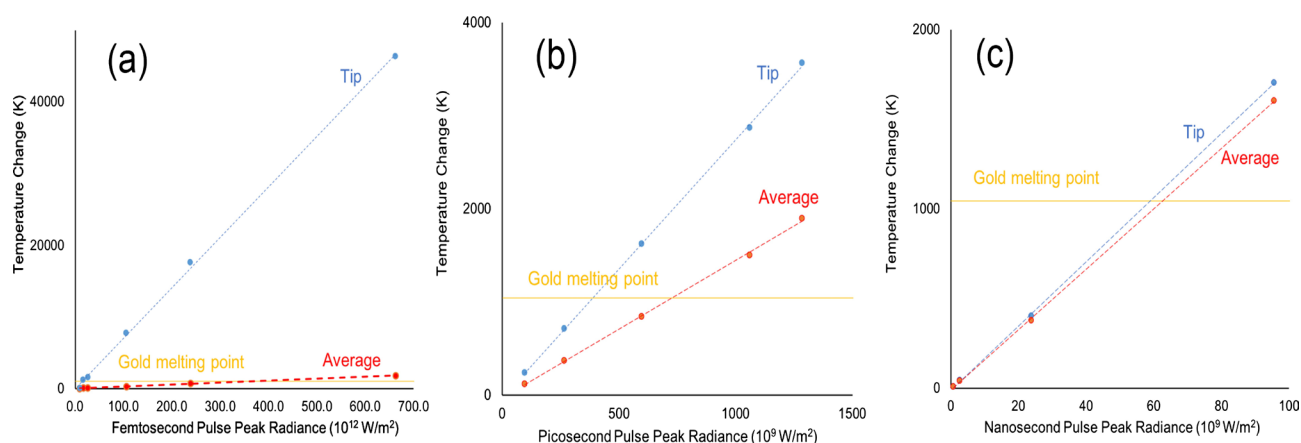 (a)
Temperature Change (K)
40000
20000
0
Tip
Gold melting point
Average
0.0 100.0 200.0 300.0 400.0 500.0 600.0 700.0
Femtosecond Pulse Peak Radiance (10¹² W/m²)
(b)
Temperature Change (K)
4000
2000
0
Tip
Average
Gold melting point
0 500 1000 1500
Picosecond Pulse Peak Radiance (10⁹ W/m²)
(c)
Temperature Change (K)
2000
1000
0
Tip
Average
Gold melting point
0 20 40 60 80 100
Nanosecond Pulse Peak Radiance (10⁹ W/m²)